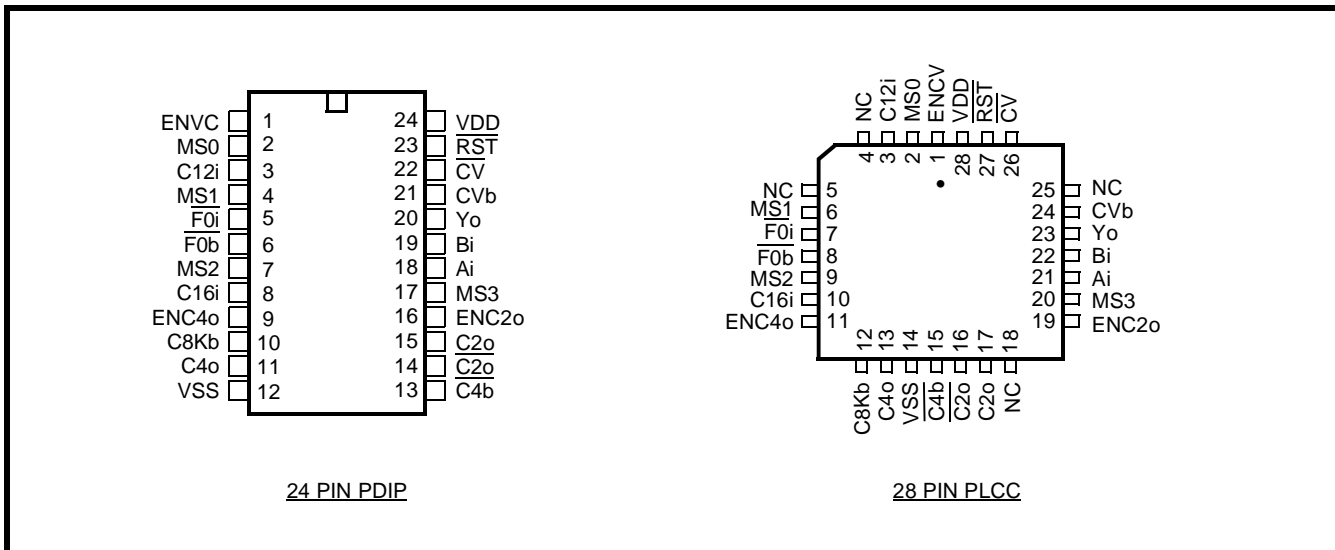 ENVC 1
MS0 2
C12i 3
MS1 4
F0i 5
F0b 6
MS2 7
C16i 8
ENC4o 9
C8Kb 10
C4o 11
VSS 12
24 VDD
23 RST
22 CV
21 CVb
20 Yo
19 Bi
18 Ai
17 MS3
16 ENC2o
15 C2o
14 C2o
13 C4b
24 PIN PDIP
NC 4
C12i 3
MS0 2
ENCV 1
VDD 28
RST 27
CV 26
NC 5
MS1 6
F0i 7
F0b 8
MS2 9
C16i 10
ENC4o 11
25 NC
24 CVb
23 Yo
22 Bi
21 Ai
20 MS3
19 ENC2o
C8Kb 12
C4o 13
VSS 14
C4b 15
C2o 16
C2o 17
NC 18
28 PIN PLCC